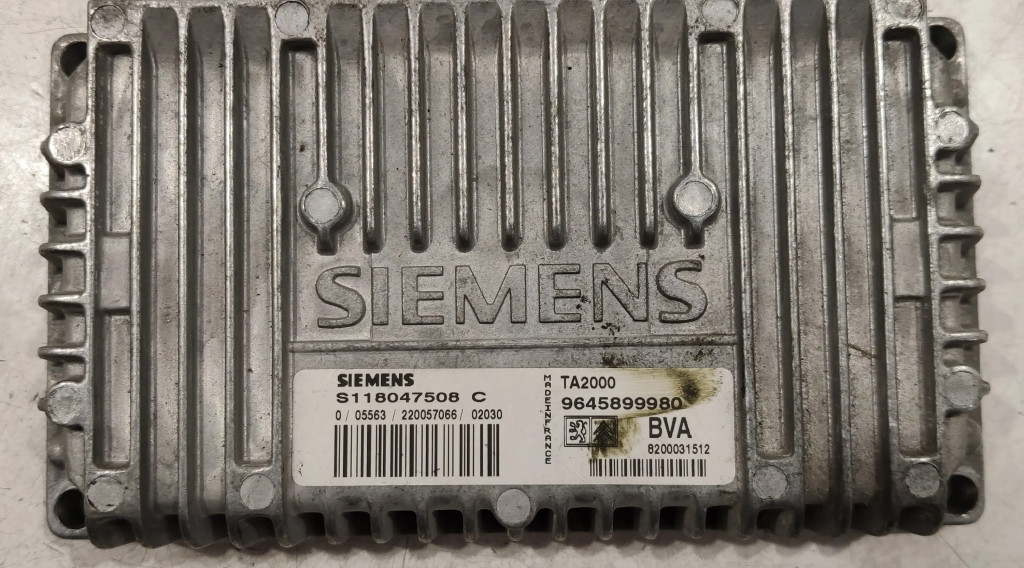 SIEMENS
SIEMENS
S118047508 C
0 / 05563 / 220057066 / 02030
MADE IN FRANCE
TA2000
9645899980
BVA
8200031512